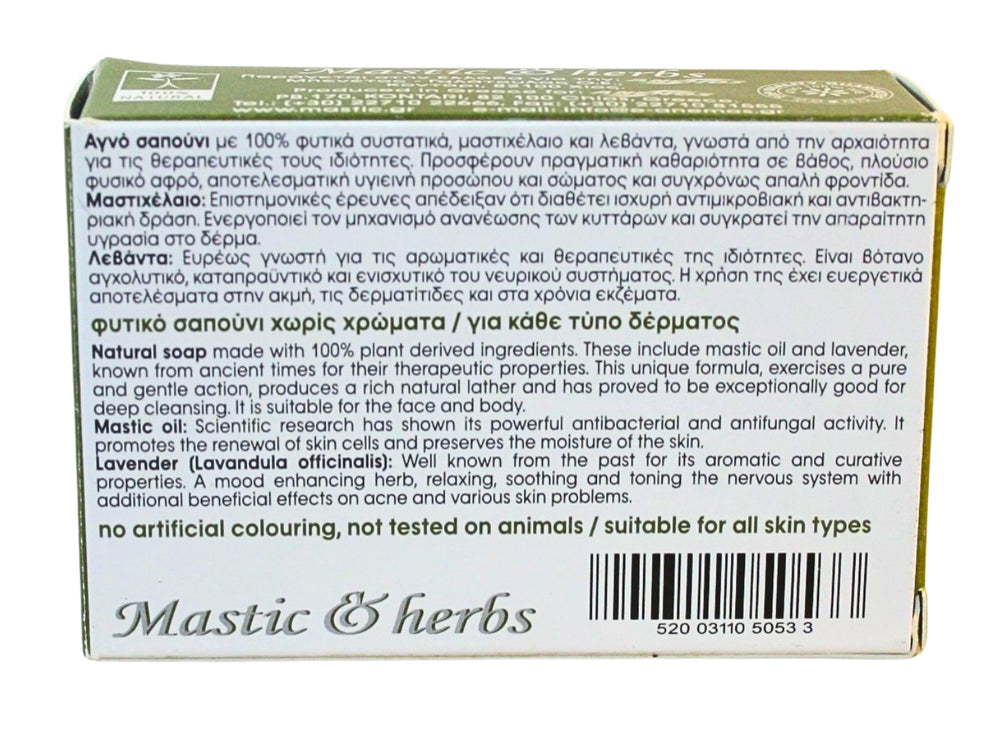 100%
NATURAL
Mastic & herbs
Αγνό σαπούνι με 100% φυτικά συστατικά, μαστιχέλαιο και λεβάντα, γνωστά από την αρχαιότητα
για τις θεραπευτικές τους ιδιότητες. Προσφέρουν πραγματική καθαριότητα σε βάθος, πλούσιο
φυσικό αφρό, αποτελεσματική υγιεινή προσώπου και σώματος και συγχρόνως απαλή φροντίδα.
Μαστιχέλαιο: Επιστημονικές έρευνες απέδειξαν ότι διαθέτει ισχυρή αντιμικροβιακή και αντιβακτη-
ριακή δράση. Ενεργοποιεί τον μηχανισμό ανανέωσης των κυττάρων και συγκρατεί την απαραίτητη
υγρασία στο δέρμα.
Λεβάντα: Ευρέως γνωστή για τις αρωματικές και θεραπευτικές της ιδιότητες. Είναι βότανο
αγχολυτικό, καταπραϋντικό και ενισχυτικό του νευρικού συστήματος. Η χρήση της έχει ευεργετικά
αποτελέσματα στην ακμή, τις δερματίτιδες και στα χρόνια εκζέματα.
φυτικό σαπούνι χωρίς χρώματα / για κάθε τύπο δέρματος
Natural soap made with 100% plant derived ingredients. These include mastic oil and lavender,
known from ancient times for their therapeutic properties. This unique formula, exercises a pure
and gentle action, produces a rich natural lather and has proved to be exceptionally good for
deep cleansing. It is suitable for the face and body.
Mastic oil: Scientific research has shown its powerful antibacterial and antifungal activity. It
promotes the renewal of skin cells and preserves the moisture of the skin.
Lavender (Lavandula officinalis): Well known from the past for its aromatic and curative
properties. A mood enhancing herb, relaxing, soothing and toning the nervous system with
additional beneficial effects on acne and various skin problems.
no artificial colouring, not tested on animals / suitable for all skin types
Mastic & herbs
520 03110 5053 3